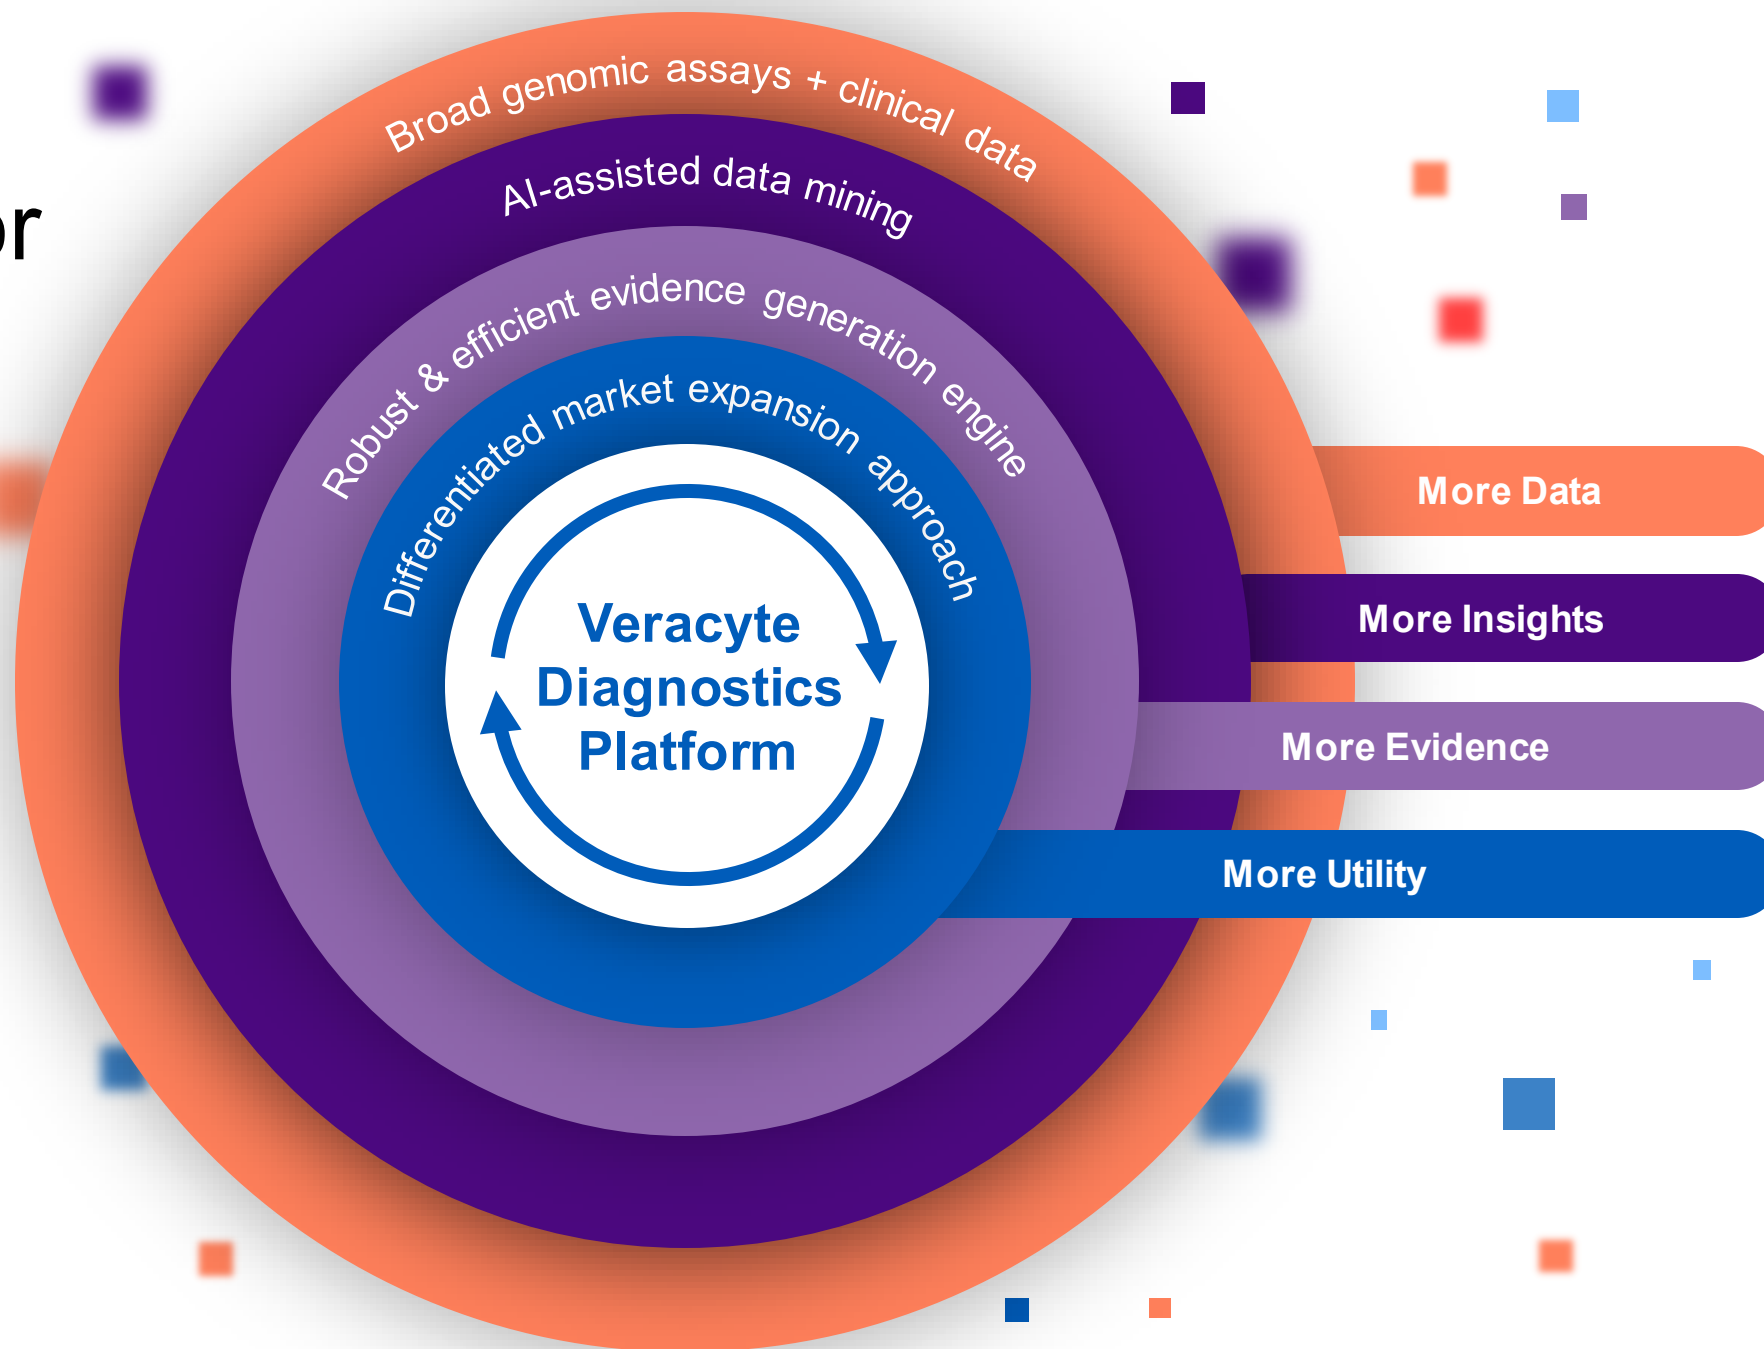 or
Broad genomic assays + clinical data
AI-assisted data mining
Robust & efficient evidence generation engine
Differentiated market expansion approach
Veracyte
Diagnostics
Platform
More Data
More Insights
More Evidence
More Utility